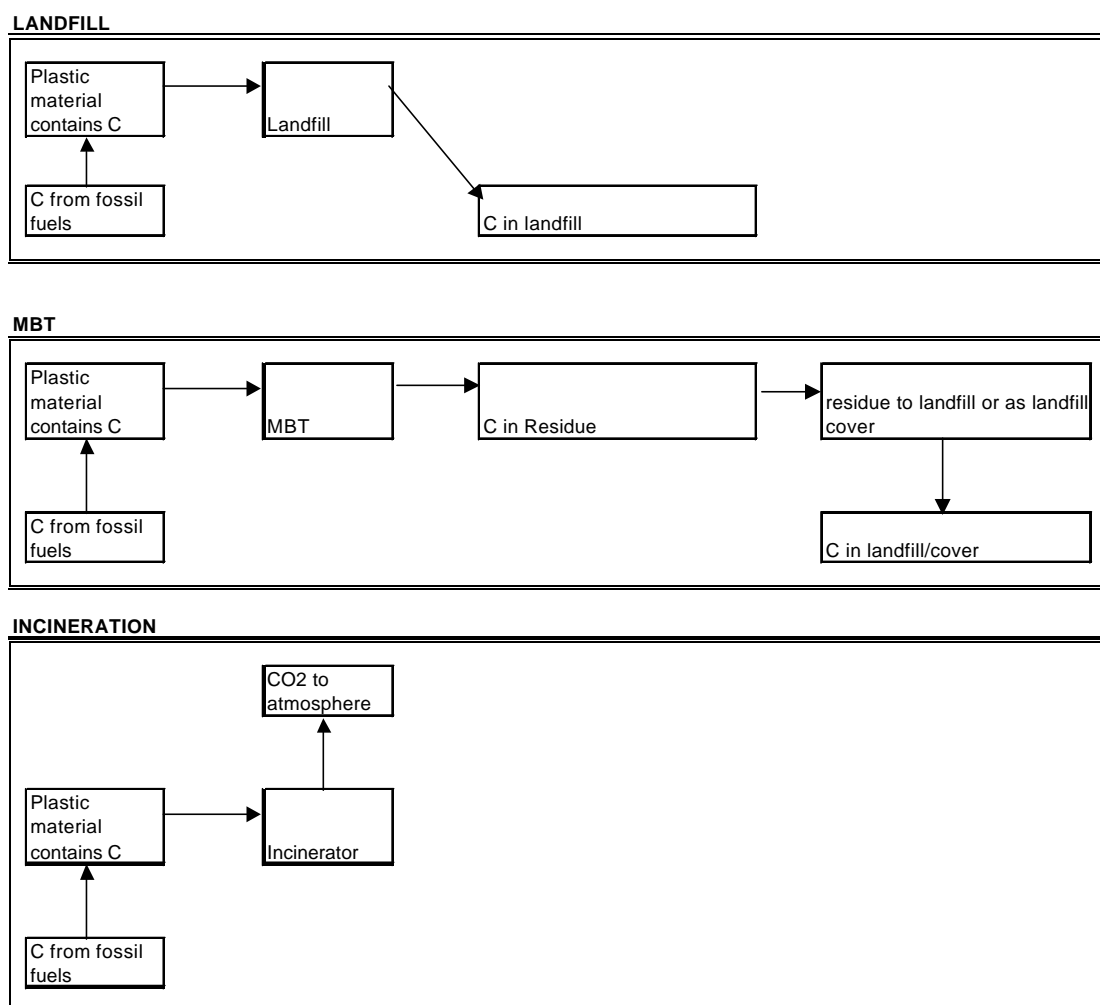 LANDFILL
Plastic
material
contains C
Landfill
C from fossil
fuels
C in landfill
MBT
Plastic
material
contains C
MBT
C in Residue
residue to landfill or as landfill
cover
C from fossil
fuels
C in landfill/cover
INCINERATION
CO2 to
atmosphere
Plastic
material
contains C
Incinerator
C from fossil
fuels